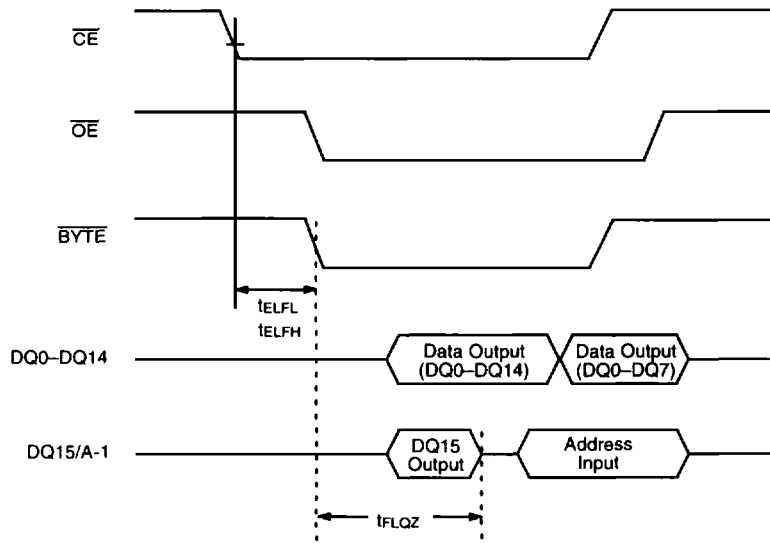 CE
OE
BYTE
tELFL
tELFH
DQ0–DQ14
Data Output
(DQ0–DQ14)
Data Output
(DQ0–DQ7)
DQ15/A-1
DQ15
Output
Address
Input
tFLQZ